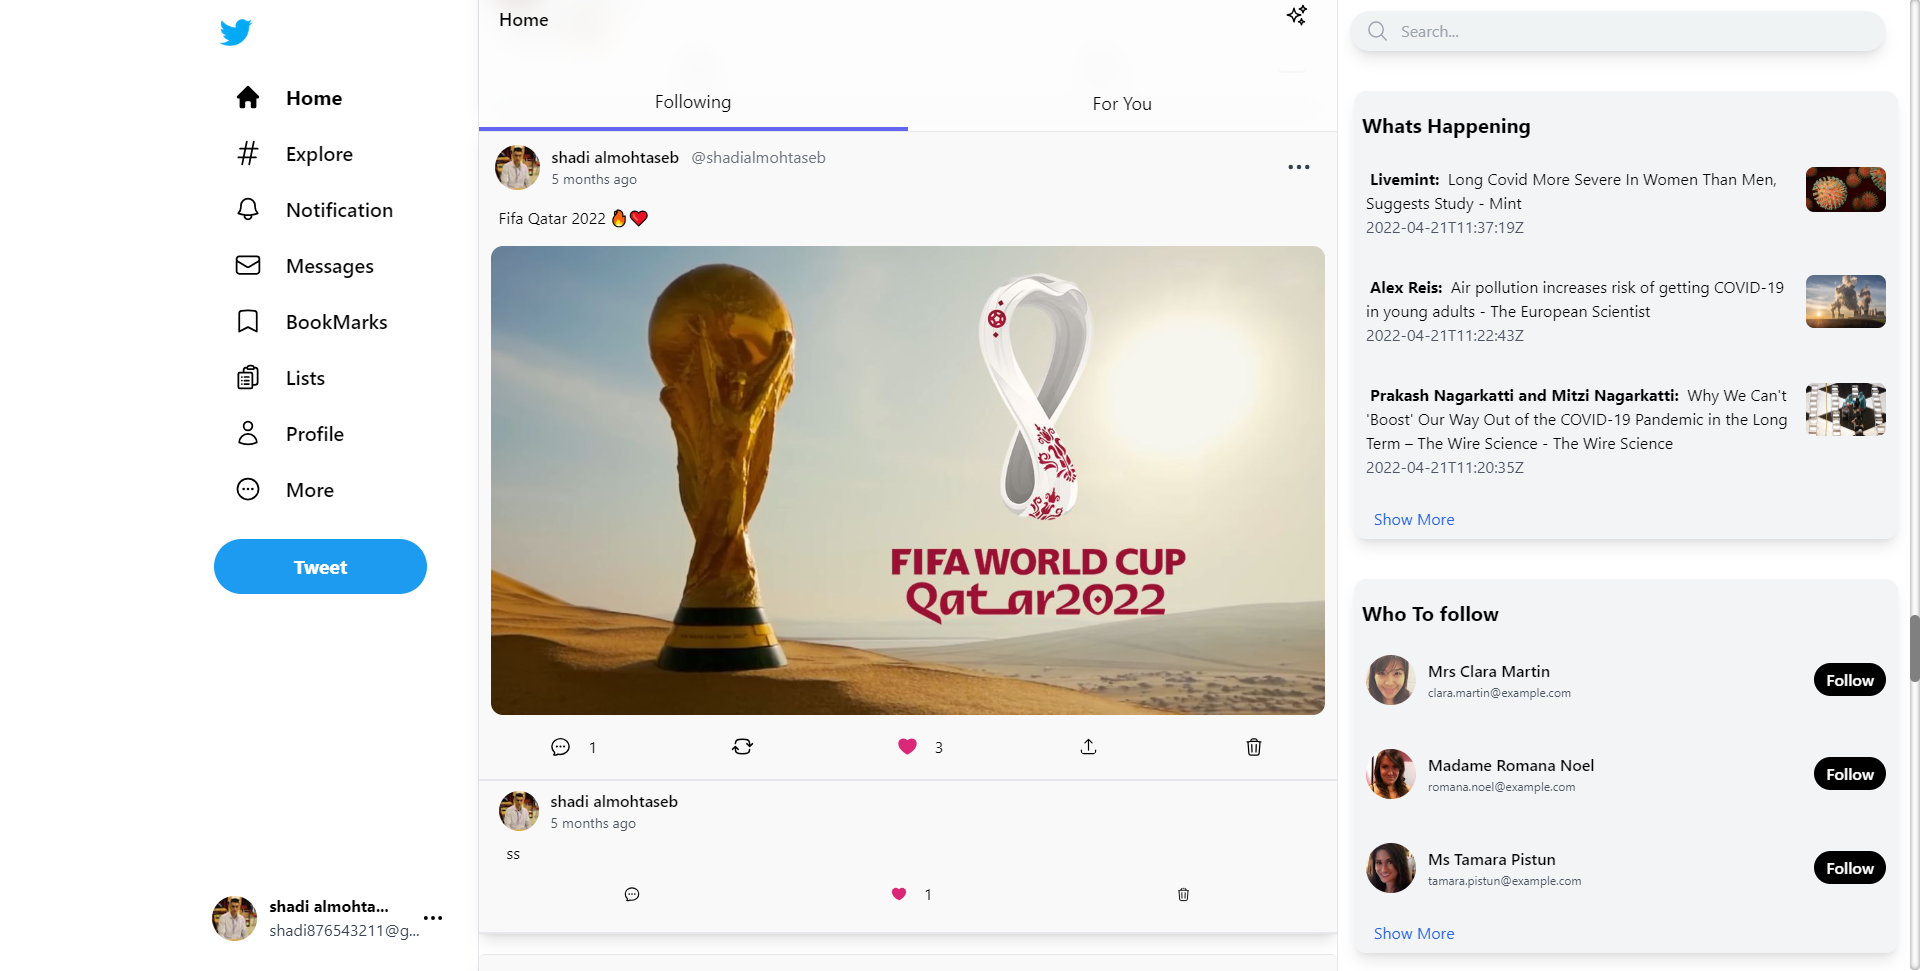 Home
Explore
Notification
Messages
BookMarks
Lists
Profile
More
Tweet
shadi almohta...
shadi876543211@g...
Home
Following
For You
shadi almohtaseb @shadialmohtaseb
5 months ago
Fifa Qatar 2022 🔥❤️
FIFA WORLD CUP
Qatar2022
1
3
shadi almohtaseb
5 months ago
ss
1
Search...
Whats Happening
Livemint: Long Covid More Severe In Women Than Men,
Suggests Study - Mint
2022-04-21T11:37:19Z
Alex Reis: Air pollution increases risk of getting COVID-19
in young adults - The European Scientist
2022-04-21T11:22:43Z
Prakash Nagarkatti and Mitzi Nagarkatti: Why We Can't
'Boost' Our Way Out of the COVID-19 Pandemic in the Long
Term – The Wire Science - The Wire Science
2022-04-21T11:20:35Z
Show More
Who To follow
Mrs Clara Martin
clara.martin@example.com
Follow
Madame Romana Noel
romana.noel@example.com
Follow
Ms Tamara Pistun
tamara.pistun@example.com
Follow
Show More